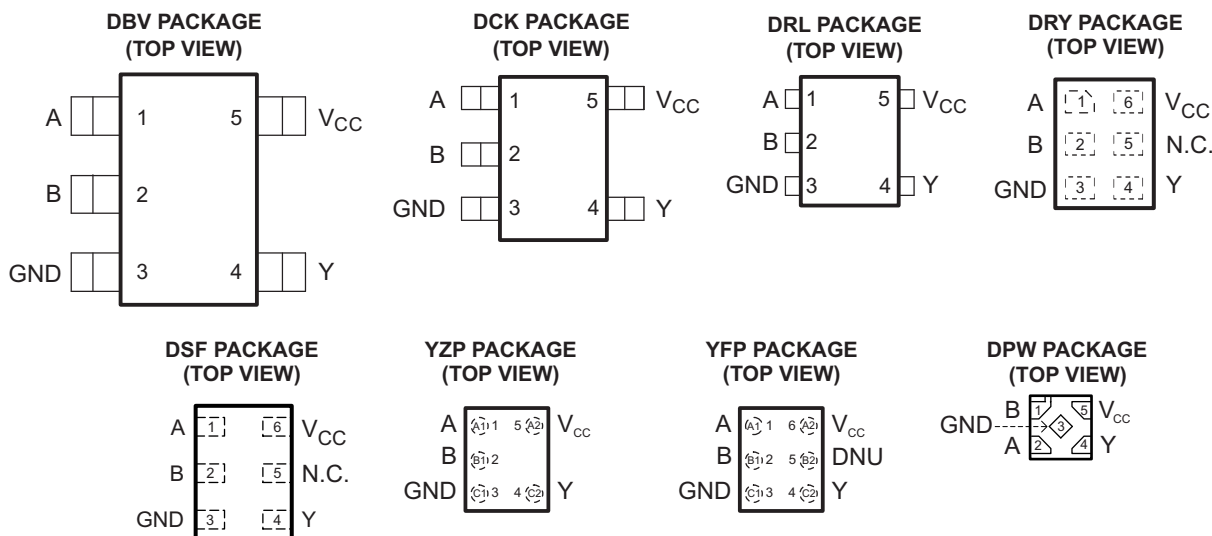 DBV PACKAGE
(TOP VIEW)
A 1 5 VCC
B 2
GND 3 4 Y
DCK PACKAGE
(TOP VIEW)
A 1 5 VCC
B 2
GND 3 4 Y
DRL PACKAGE
(TOP VIEW)
A 1 5 VCC
B 2
GND 3 4 Y
DRY PACKAGE
(TOP VIEW)
A 1 6 VCC
B 2 5 N.C.
GND 3 4 Y
DSF PACKAGE
(TOP VIEW)
A 1 6 VCC
B 2 5 N.C.
GND 3 4 Y
YZP PACKAGE
(TOP VIEW)
A A1 1 5 A2 VCC
B B1 2
GND C1 3 4 C2 Y
YFP PACKAGE
(TOP VIEW)
A A1 1 6 A2 VCC
B B1 2 5 B2 DNU
GND C1 3 4 C2 Y
DPW PACKAGE
(TOP VIEW)
B 1 5 VCC
GND 3
A 2 4 Y